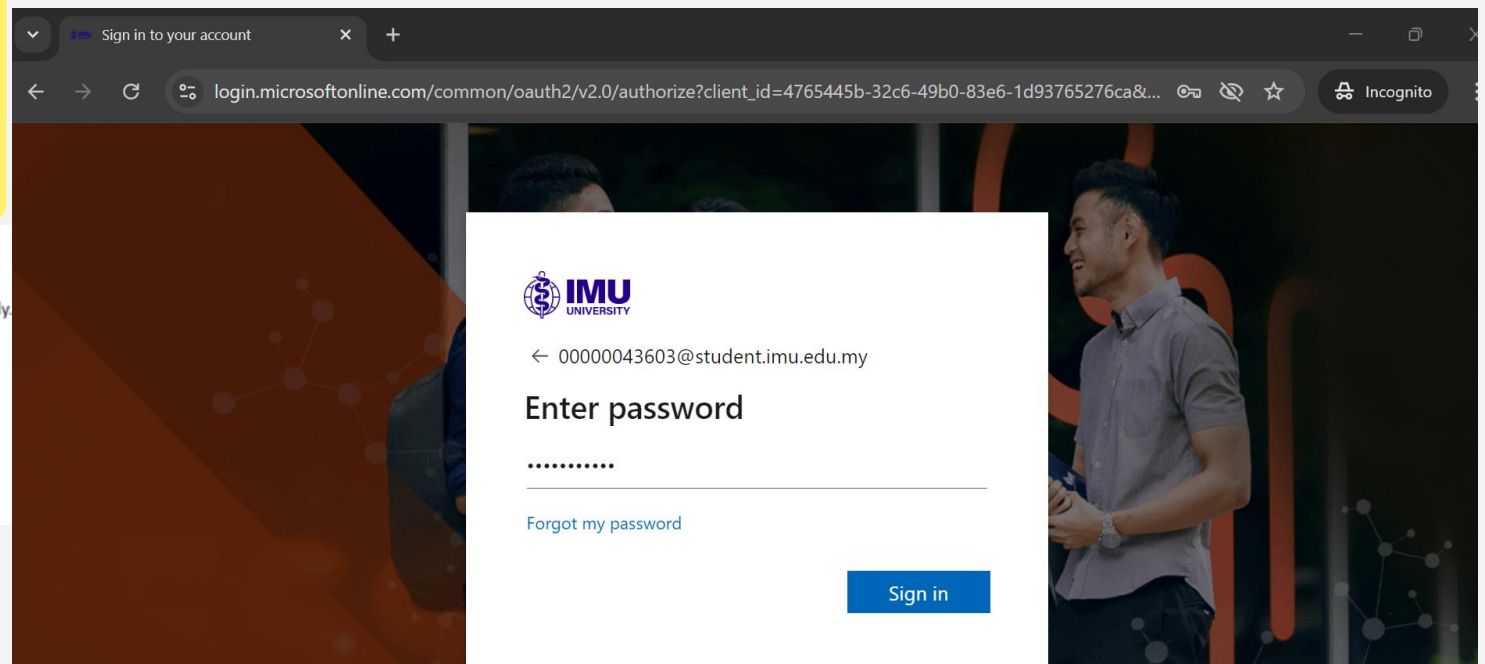 Sign in to your account
login.microsoftonline.com/common/oauth2/v2.0/authorize?client_id=4765445b-32c6-49b0-83e6-1d93765276ca&...
Incognito
IMU
UNIVERSITY
← 00000043603@student.imu.edu.my
Enter password
Forgot my password
Sign in